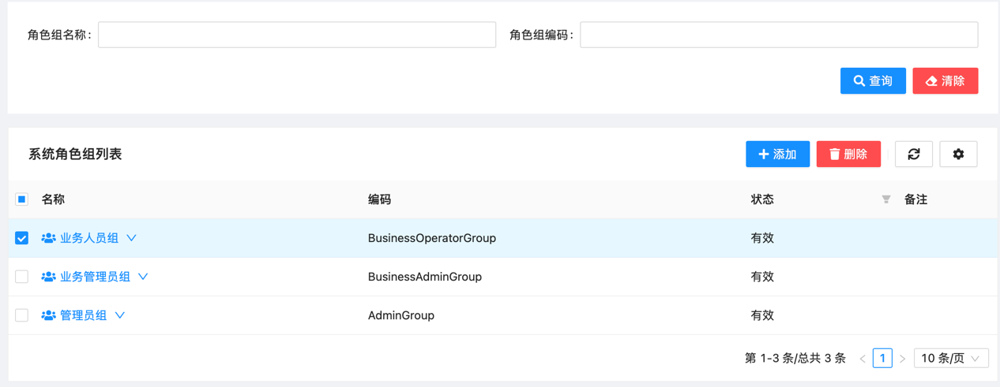 角色组名称: 角色组编码:
查询 清除
系统角色组列表 添加 删除
名称 编码 状态 备注
业务人员组 BusinessOperatorGroup 有效
业务管理员组 BusinessAdminGroup 有效
管理员组 AdminGroup 有效
第 1-3 条/总共 3 条 1 10 条/页